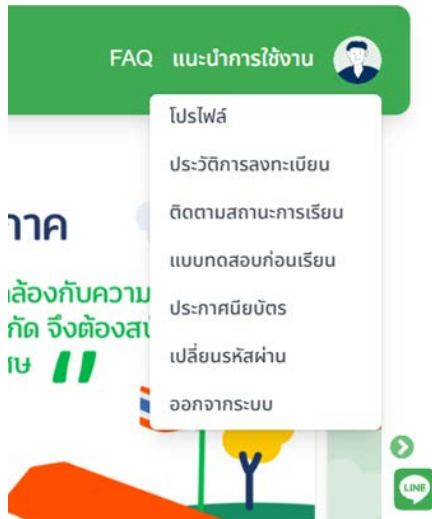 FAQ แนะนำการใช้งาน
โปรไฟล์
ประวัติการลงทะเบียน
ติดตามสถานะการเรียน
แบบทดสอบก่อนเรียน
ประกาศนียบัตร
เปลี่ยนรหัสผ่าน
ออกจากระบบ
าค
ล้องกับความ
กัด จึงต้องส
ษ
LINE